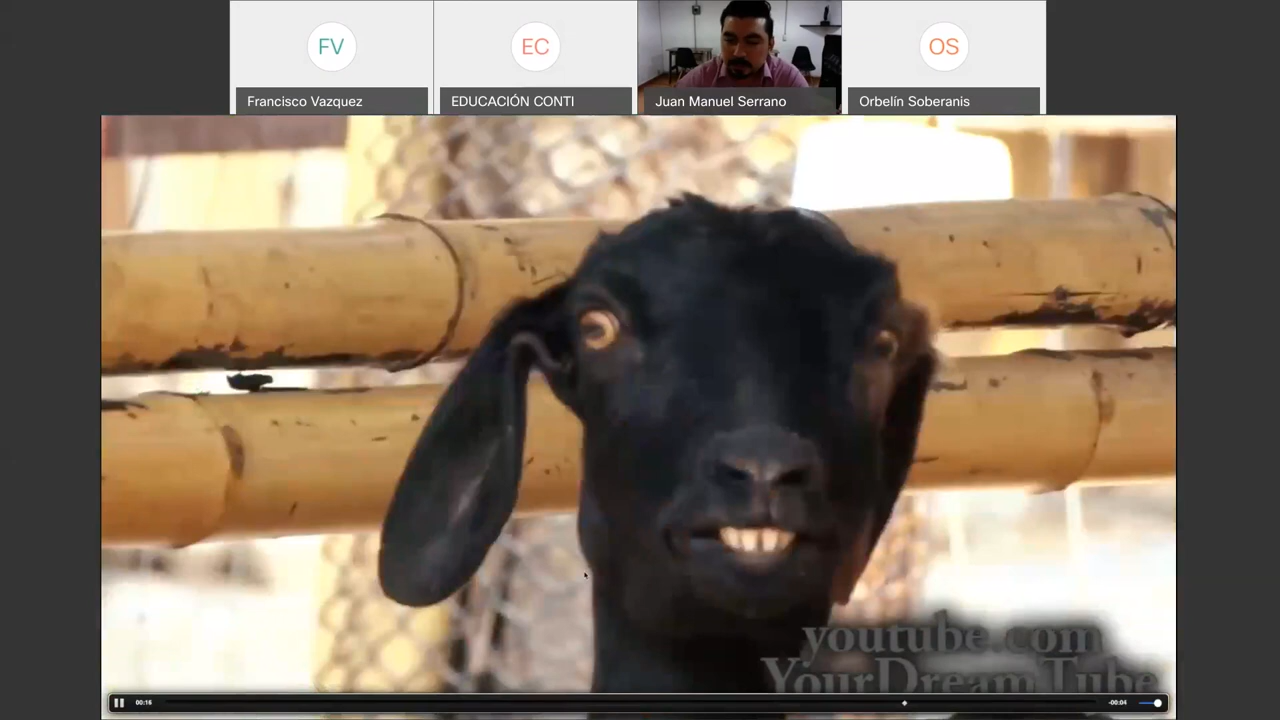 FV
EC
OS
Francisco Vazquez
EDUCACIÓN CONTI
Juan Manuel Serrano
Orbelín Soberanis
youtube.com
YourDreamTube
00:16
-00:04